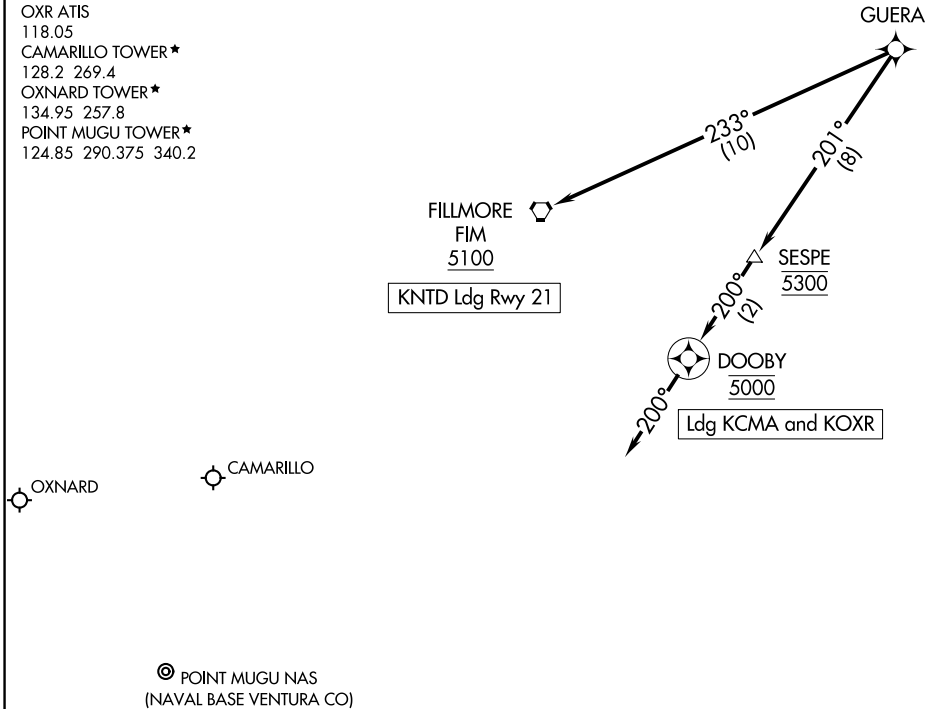 OXR ATIS
118.05
CAMARILLO TOWER★
128.2 269.4
OXNARD TOWER★
134.95 257.8
POINT MUGU TOWER★
124.85 290.375 340.2
GUERA
233°
(10)
201°
(8)
FILLMORE
FIM
5100
KNTD Ldg Rwy 21
SESPE
5300
200°
(2)
DOOBY
5000
Ldg KCMA and KOXR
200°
CAMARILLO
OXNARD
POINT MUGU NAS
(NAVAL BASE VENTURA CO)